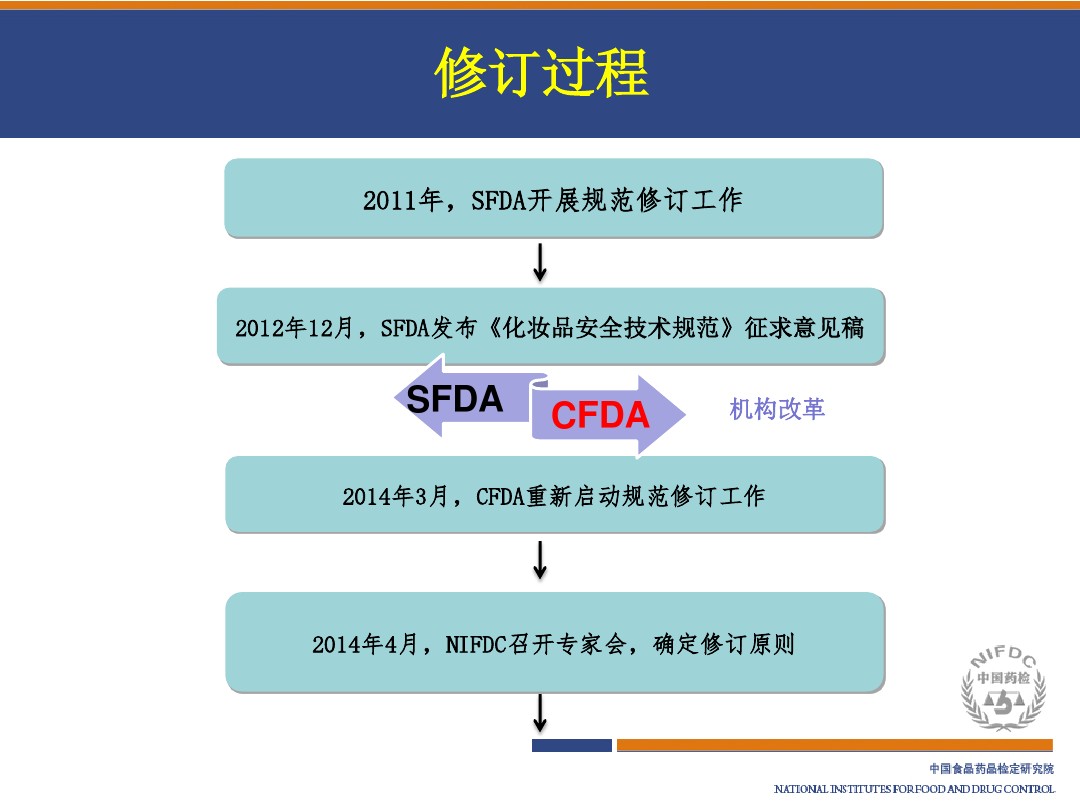 修订过程
2011年，SFDA开展规范修订工作
2012年12月，SFDA发布《化妆品安全技术规范》征求意见稿
SFDA
CFDA
机构改革
2014年3月，CFDA重新启动规范修订工作
2014年4月，NIFDC召开专家会，确定修订原则
NIFDC
中国药检
中国食品药品检定研究院
NATIONAL INSTITUTES FOR FOOD AND DRUG CONTROL